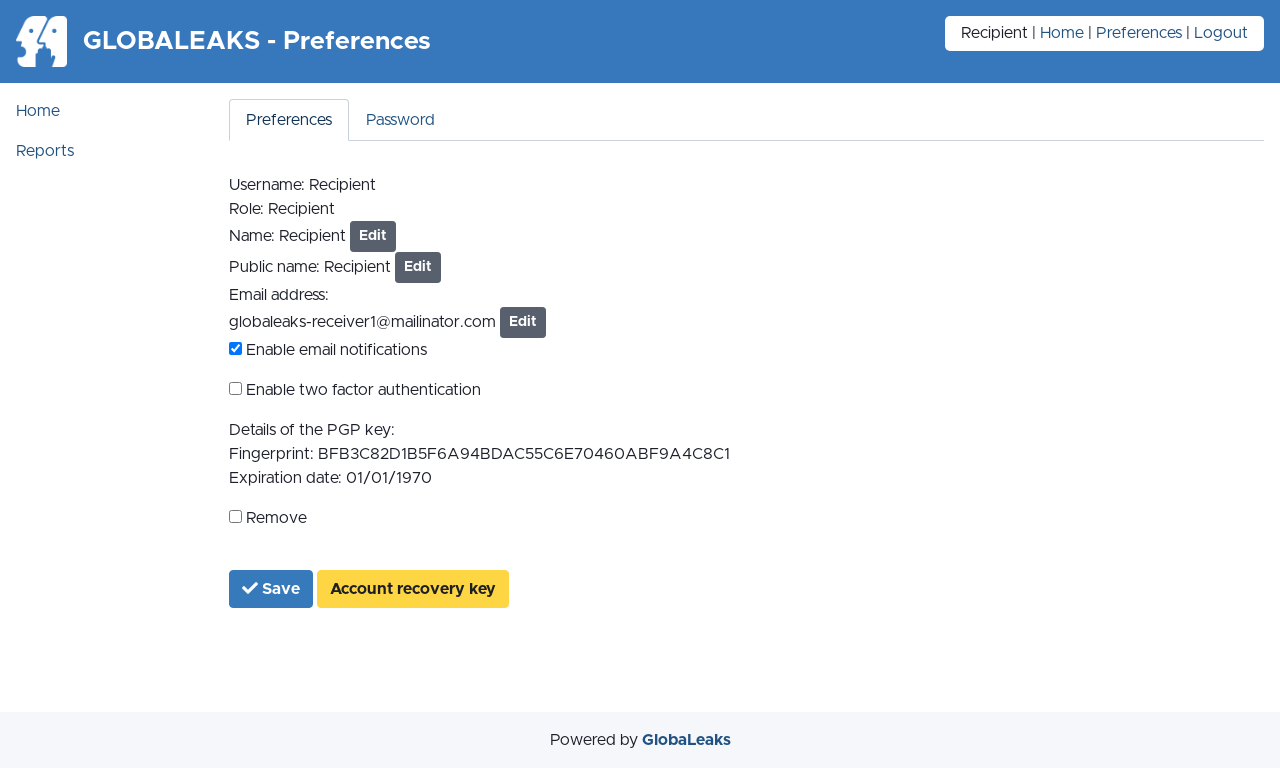 GLOBALEAKS - Preferences
Recipient | Home | Preferences | Logout
Home
Reports
Preferences
Password
Username: Recipient
Role: Recipient
Name: Recipient Edit
Public name: Recipient Edit
Email address:
globaleaks-receiver1@mailinator.com Edit
Enable email notifications
Enable two factor authentication
Details of the PGP key:
Fingerprint: BFB3C82D1B5F6A94BDAC55C6E70460ABF9A4C8C1
Expiration date: 01/01/1970
Remove
Save
Account recovery key
Powered by GlobaLeaks